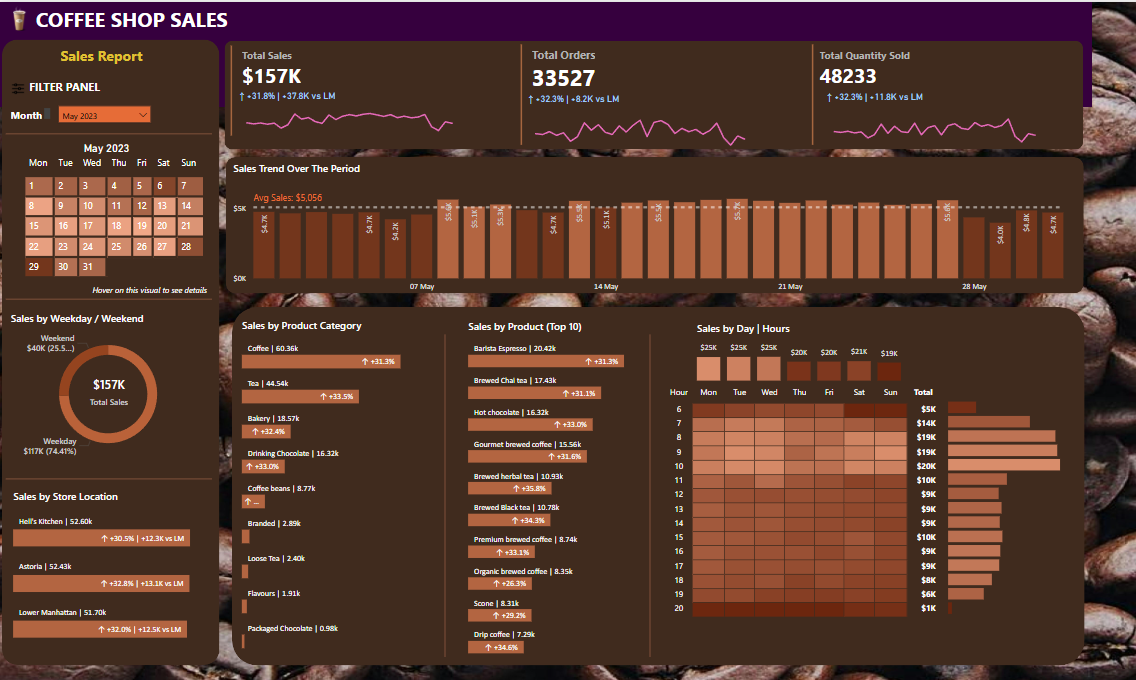 COFFEE SHOP SALES
Sales Report
FILTER PANEL
Month
May 2023
May 2023
Mon Tue Wed Thu Fri Sat Sun
1 2 3 4 5 6 7
8 9 10 11 12 13 14
15 16 17 18 19 20 21
22 23 24 25 26 27 28
29 30 31
Hover on this visual to see details
Sales by Weekday / Weekend
Weekend
$40K (25.5...)
$157K
Total Sales
Weekday
$117K (74.41%)
Sales by Store Location
Hell's Kitchen | 52.60k
↑ +30.5% | +12.3K vs LM
Astoria | 52.43k
↑ +32.8% | +13.1K vs LM
Lower Manhattan | 51.70k
↑ +32.0% | +12.5K vs LM
Total Sales
$157K
↑ +31.8% | +37.8K vs LM
Total Orders
33527
↑ +32.3% | +8.2K vs LM
Total Quantity Sold
48233
↑ +32.3% | +11.8K vs LM
Sales Trend Over The Period
Avg Sales: $5,056
$5K
$0K
$4.7K
$4.7K
$4.2K
$5.1K
$5.3K
$4.7K
$5.1K
$4.0K
$4.8K
$4.7K
07 May
14 May
21 May
28 May
Sales by Product Category
Coffee | 60.36k
↑ +31.3%
Tea | 44.54k
↑ +33.5%
Bakery | 18.57k
↑ +32.4%
Drinking Chocolate | 16.32k
↑ +33.0%
Coffee beans | 8.77k
↑ ...
Branded | 2.89k
Loose Tea | 2.40k
Flavours | 1.91k
Packaged Chocolate | 0.98k
Sales by Product (Top 10)
Barista Espresso | 20.42k
↑ +31.3%
Brewed Chai tea | 17.43k
↑ +31.1%
Hot chocolate | 16.32k
↑ +33.0%
Gourmet brewed coffee | 15.56k
↑ +31.6%
Brewed herbal tea | 10.93k
↑ +35.8%
Brewed Black tea | 10.78k
↑ +34.3%
Premium brewed coffee | 8.74k
↑ +33.1%
Organic brewed coffee | 8.35k
↑ +26.3%
Scone | 8.31k
↑ +29.2%
Drip coffee | 7.29k
↑ +34.6%
Sales by Day | Hours
$25K $25K $25K $20K $20K $21K $19K
Hour Mon Tue Wed Thu Fri Sat Sun Total
6 $5K
7 $14K
8 $19K
9 $19K
10 $20K
11 $10K
12 $9K
13 $9K
14 $9K
15 $10K
16 $9K
17 $9K
18 $8K
19 $6K
20 $1K